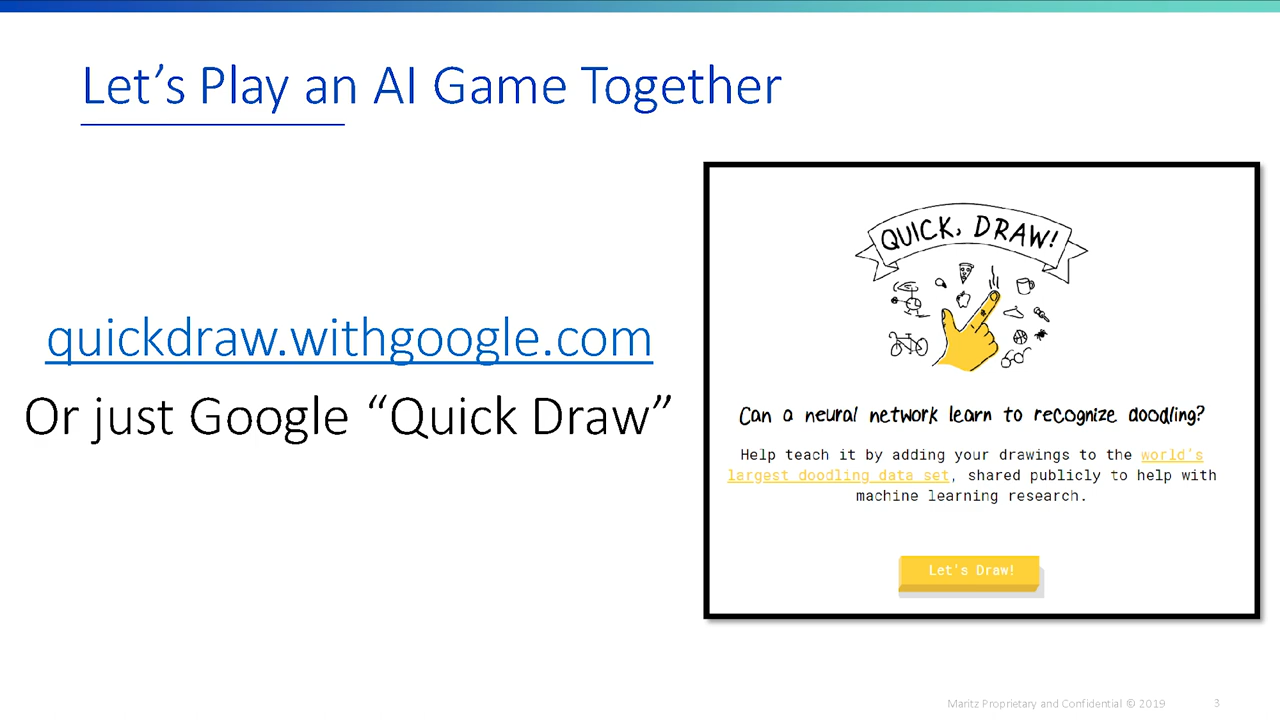 Let’s Play an AI Game Together
quickdraw.withgoogle.com
Or just Google “Quick Draw”
QUICK, DRAW!
Can a neural network learn to recognize doodling?
Help teach it by adding your drawings to the world's
largest doodling data set, shared publicly to help with
machine learning research.
Let's Draw!
Maritz Proprietary and Confidential © 2019
3